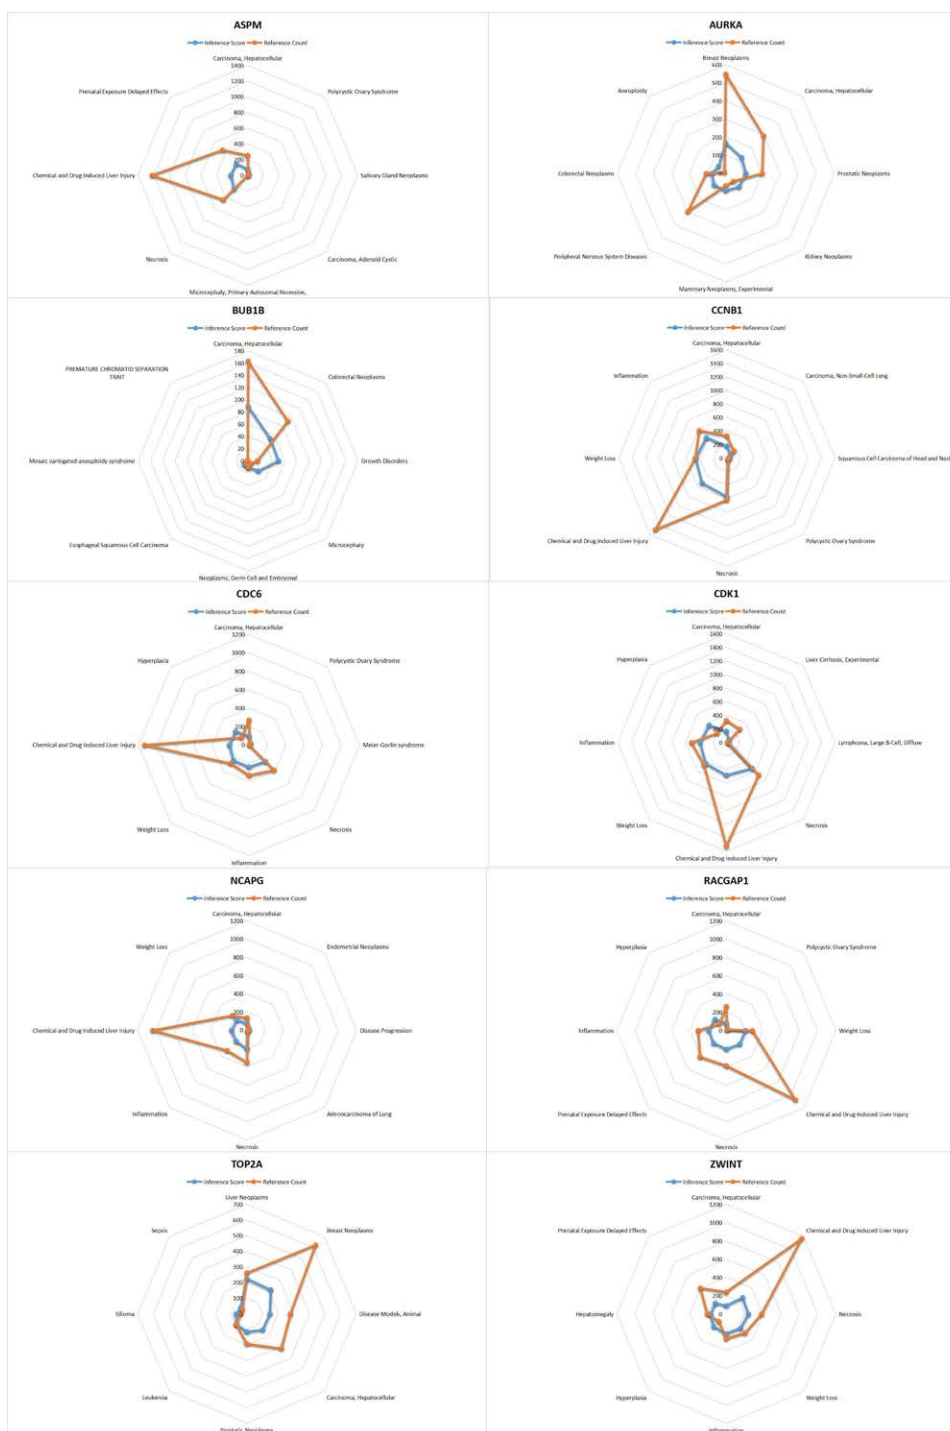 ASPM
Inference Score Reference Count
Carcinoma, Hepatocellular
1400
1200
1000
800
600
400
200
0
Prenatal Exposure Delayed Effects
Polycystic Ovary Syndrome
Chemical and Drug Induced Liver Injury
Salivary Gland Neoplasms
Necrosis
Carcinoma, Adenoid Cystic
Microcephaly, Primary Autosomal Recessive,
AURKA
Inference Score Reference Count
Breast Neoplasms
600
500
400
300
200
100
0
Aneuploidy
Carcinoma, Hepatocellular
Colorectal Neoplasms
Prostatic Neoplasms
Peripheral Nervous System Diseases
Kidney Neoplasms
Mammary Neoplasms, Experimental
BUB1B
Inference Score Reference Count
Carcinoma, Hepatocellular
180
160
140
120
100
80
60
40
20
0
PREMATURE CHROMATID SEPARATION
TRAIT
Colorectal Neoplasms
Mosaic variegated aneuploidy syndrome
Growth Disorders
Esophageal Squamous Cell Carcinoma
Microcephaly
Neoplasms, Germ Cell and Embryonal
CCNB1
Inference Score Reference Count
Carcinoma, Hepatocellular
1600
1400
1200
1000
800
600
400
200
0
Inflammation
Carcinoma, Non-Small-Cell Lung
Weight Loss
Squamous Cell Carcinoma of Head and Neck
Chemical and Drug Induced Liver Injury
Polycystic Ovary Syndrome
Necrosis
CDC6
Inference Score Reference Count
Carcinoma, Hepatocellular
1200
1000
800
600
400
200
0
Hyperplasia
Polycystic Ovary Syndrome
Chemical and Drug Induced Liver Injury
Meier-Gorlin syndrome
Weight Loss
Necrosis
Inflammation
CDK1
Inference Score Reference Count
Carcinoma, Hepatocellular
1600
1400
1200
1000
800
600
400
200
0
Hyperplasia
Liver Cirrhosis, Experimental
Inflammation
Lymphoma, Large B-Cell, Diffuse
Weight Loss
Necrosis
Chemical and Drug Induced Liver Injury
NCAPG
Inference Score Reference Count
Carcinoma, Hepatocellular
1200
1000
800
600
400
200
0
Weight Loss
Endometrial Neoplasms
Chemical and Drug Induced Liver Injury
Disease Progression
Inflammation
Adenocarcinoma of Lung
Necrosis
RACGAP1
Inference Score Reference Count
Carcinoma, Hepatocellular
1200
1000
800
600
400
200
0
Hyperplasia
Polycystic Ovary Syndrome
Inflammation
Weight Loss
Prenatal Exposure Delayed Effects
Chemical and Drug Induced Liver Injury
Necrosis
TOP2A
Inference Score Reference Count
Liver Neoplasms
700
600
500
400
300
200
100
0
Sepsis
Breast Neoplasms
Glioma
Disease Models, Animal
Leukemia
Carcinoma, Hepatocellular
Prostatic Neoplasms
ZWINT
Inference Score Reference Count
Carcinoma, Hepatocellular
1200
1000
800
600
400
200
0
Prenatal Exposure Delayed Effects
Chemical and Drug Induced Liver Injury
Hepatomegaly
Necrosis
Hyperplasia
Weight Loss
Inflammation